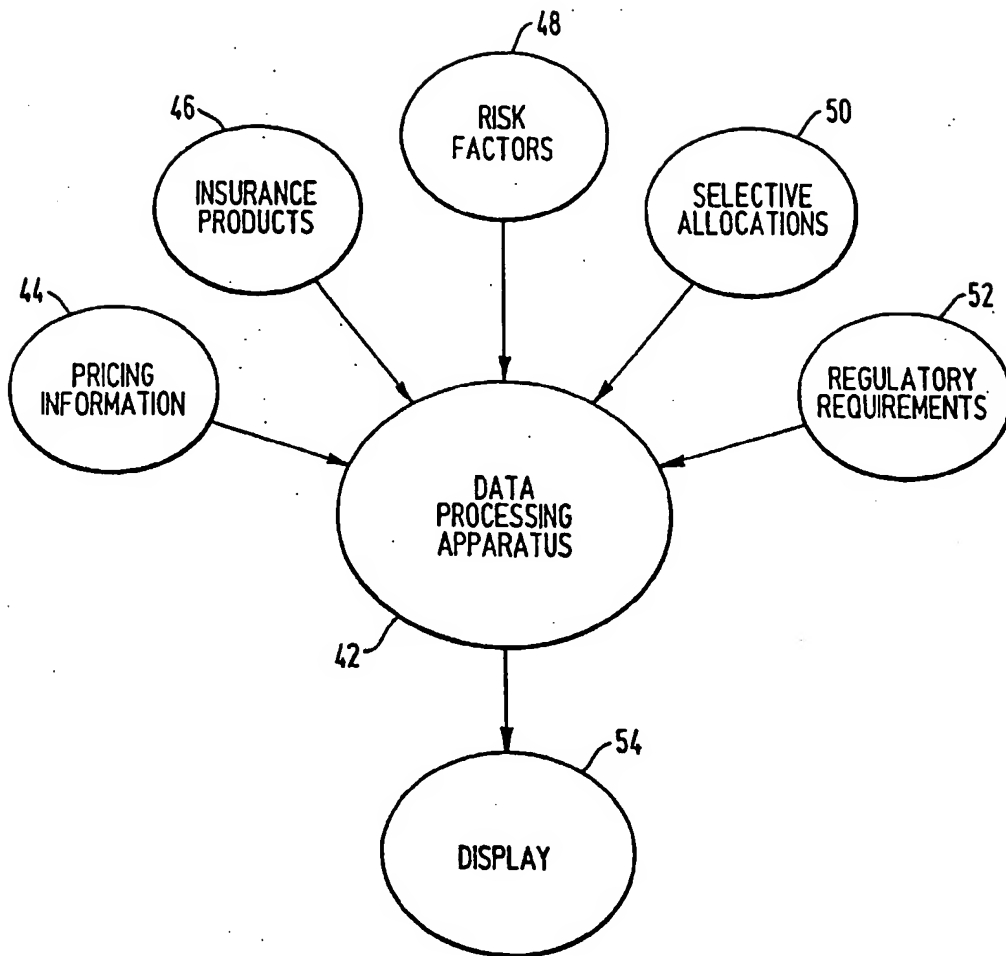 48
RISK
FACTORS
46
INSURANCE
PRODUCTS
50
SELECTIVE
ALLOCATIONS
44
PRICING
INFORMATION
52
REGULATORY
REQUIREMENTS
DATA
PROCESSING
APPARATUS
42
54
DISPLAY